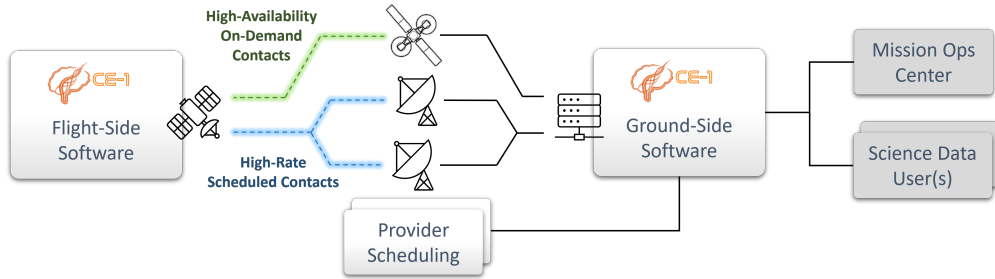 High-Availability
On-Demand
Contacts
CE-1
Flight-Side
Software
High-Rate
Scheduled Contacts
CE-1
Ground-Side
Software
Mission Ops
Center
Science Data
User(s)
Provider
Scheduling